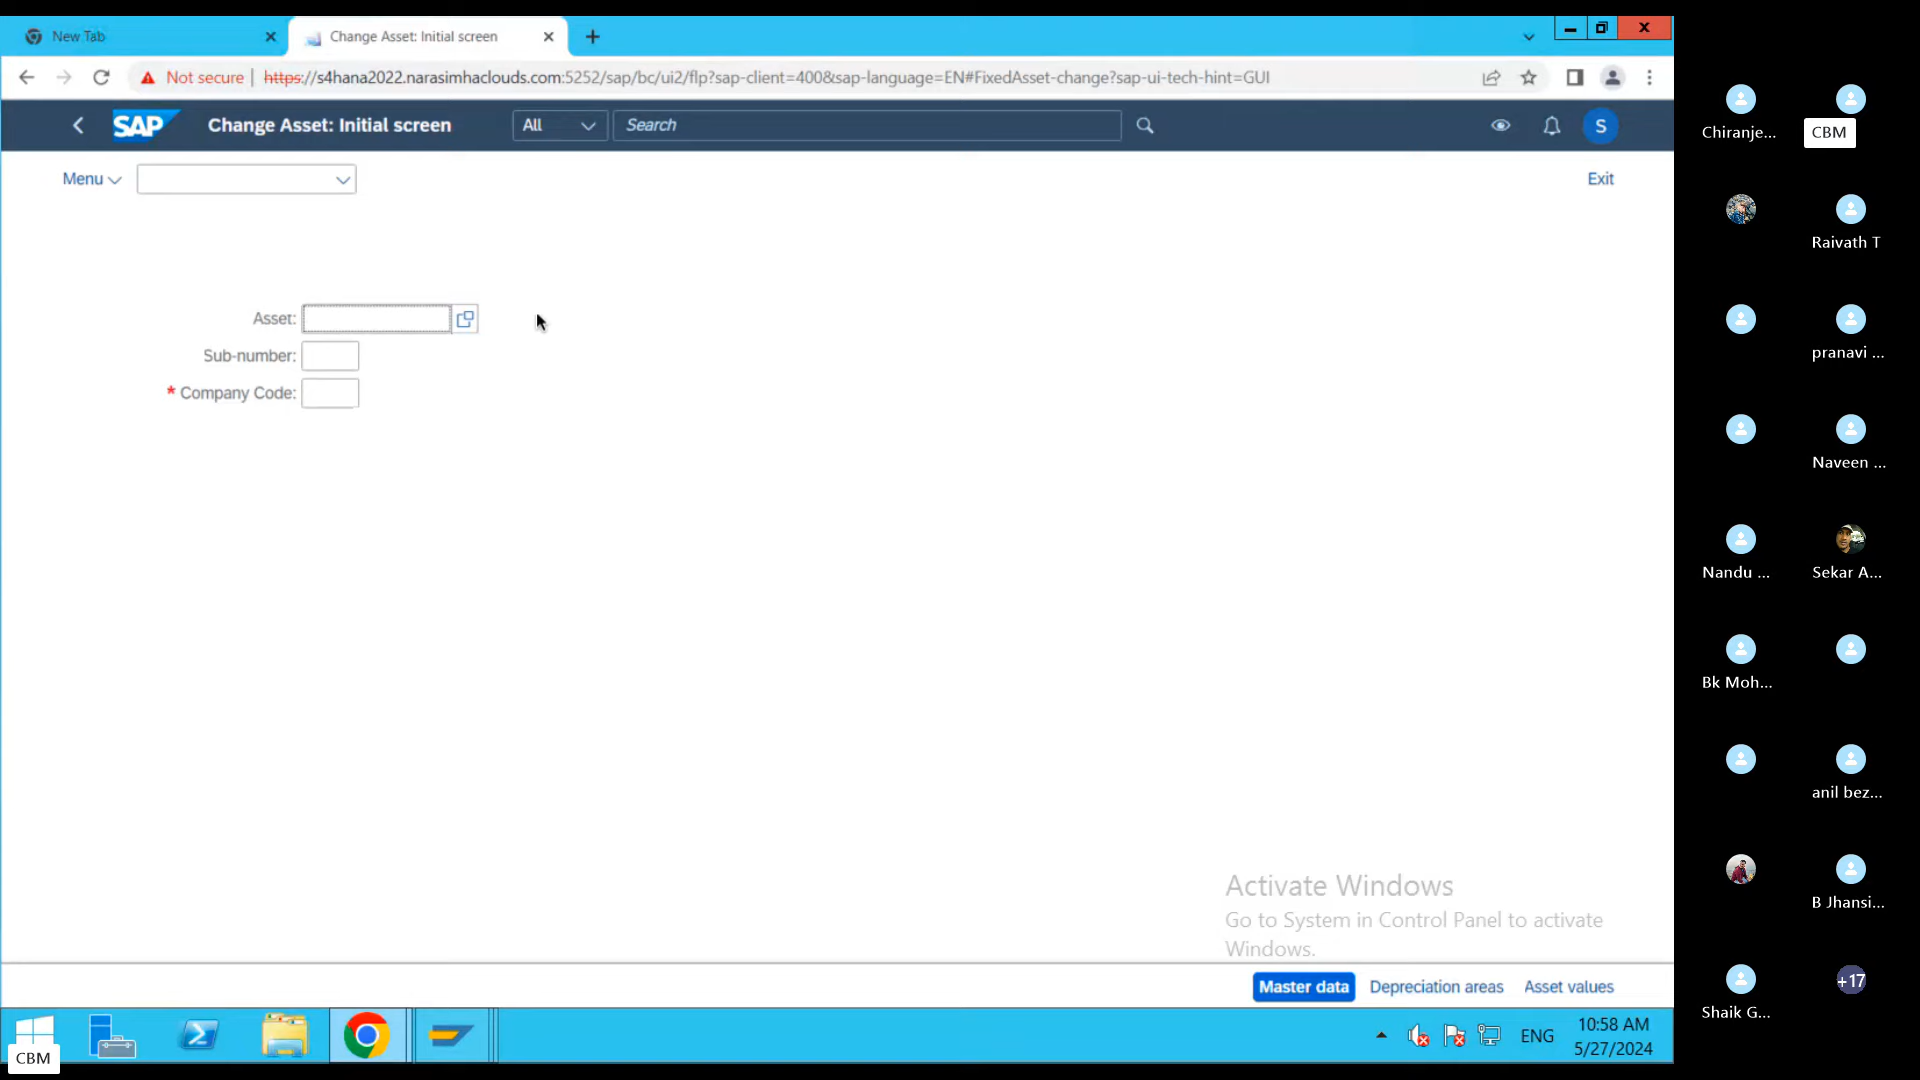 New Tab
Change Asset: Initial screen
Not secure
https://s4hana2022.narasimhaclouds.com:5252/sap/bc/ui2/flp?sap-client=400&sap-language=EN#FixedAsset-change?sap-ui-tech-hint=GUI
SAP
Change Asset: Initial screen
All
Search
S
Menu
Exit
Asset:
Sub-number:
* Company Code:
Activate Windows
Go to System in Control Panel to activate
Windows.
Master data
Depreciation areas
Asset values
ENG
10:58 AM
5/27/2024
CBM
Chiranje...
CBM
Raivath T
pranavi ...
Naveen ...
Nandu ...
Sekar A...
Bk Moh...
anil bez...
B Jhansi...
Shaik G...
+17